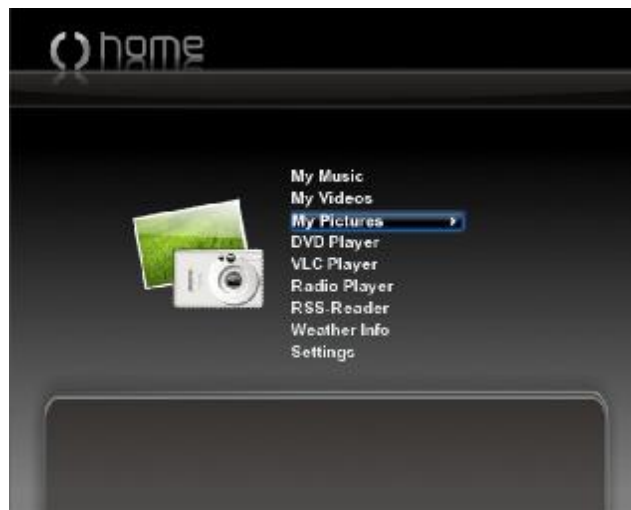 home
My Music
My Videos
My Pictures
DVD Player
VLC Player
Radio Player
RSS-Reader
Weather Info
Settings